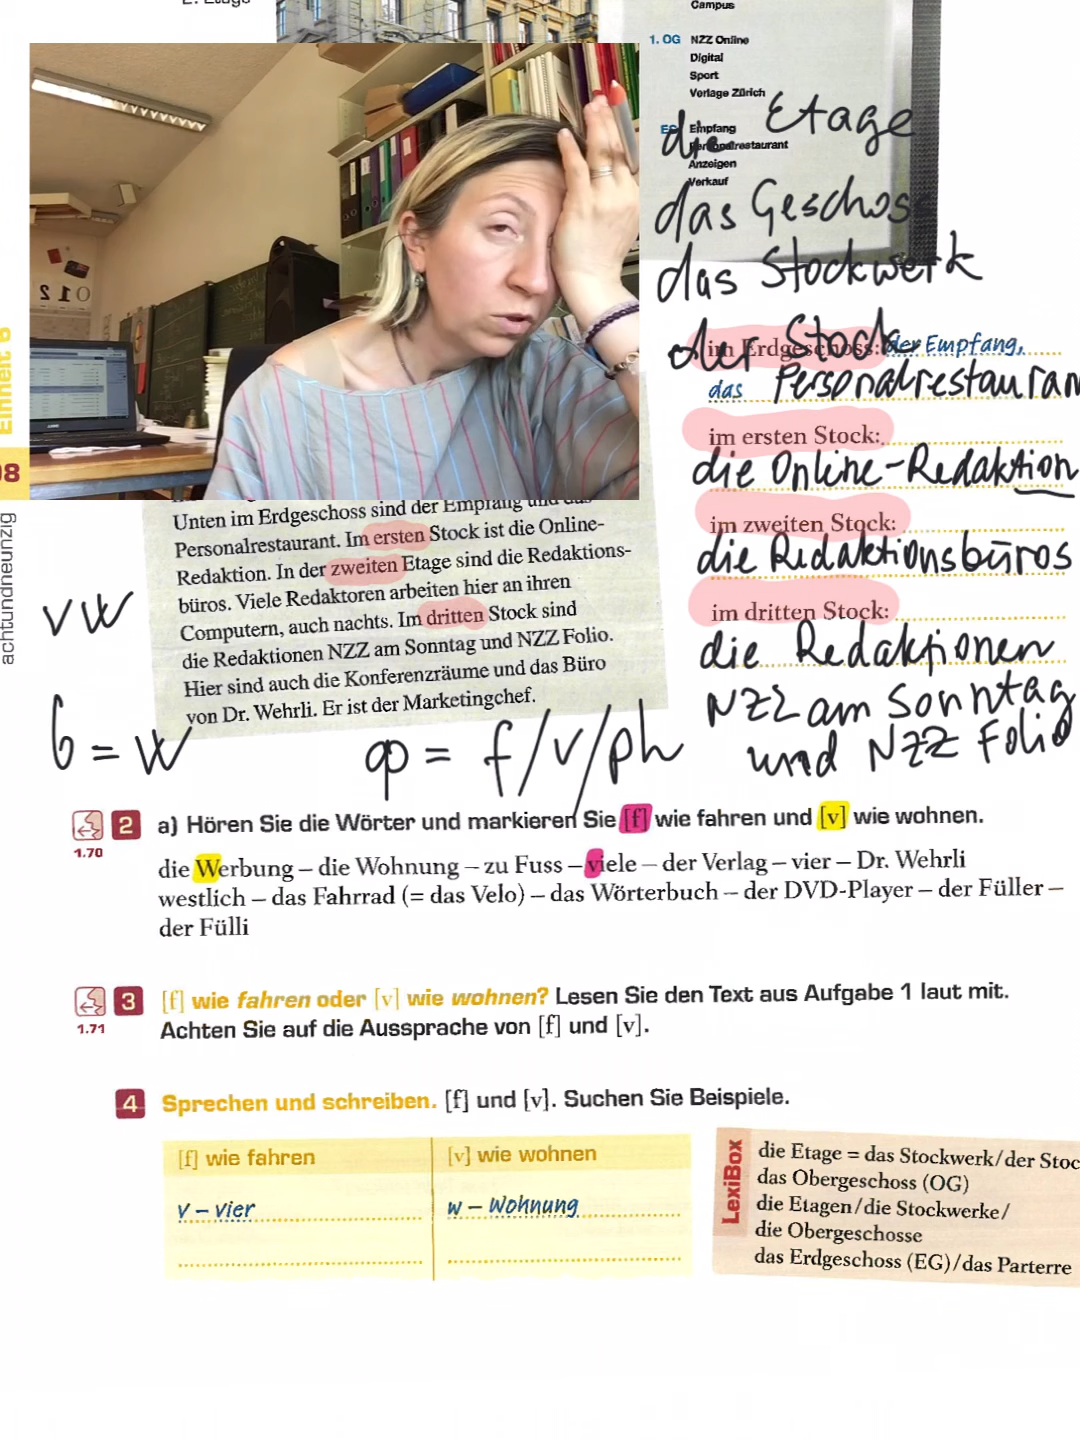 Campus
1. OG NZZ Online
Digital
Sport
Verlage Zürich
EG Empfang
Personalrestaurant
Anzeigen
Verkauf
die Etage
das Geschoss
das Stockwerk
der Stock
im Erdgeschoss: der Empfang,
das Personalrestauran
im ersten Stock:
die Online-Redaktion
im zweiten Stock:
die Redaktionsbüros
im dritten Stock:
die Redaktionen
NZZ am Sonntag
und NZZ Folio
Einheit 6
98
achtundneunzig
Unten im Erdgeschoss sind der Empfang und das
Personalrestaurant. Im ersten Stock ist die Online-
Redaktion. In der zweiten Etage sind die Redaktions-
büros. Viele Redaktoren arbeiten hier an ihren
Computern, auch nachts. Im dritten Stock sind
die Redaktionen NZZ am Sonntag und NZZ Folio.
Hier sind auch die Konferenzräume und das Büro
von Dr. Wehrli. Er ist der Marketingchef.
v w
= w
= f/v/ph
2 a) Hören Sie die Wörter und markieren Sie [f] wie fahren und [v] wie wohnen.
1.70
die Werbung – die Wohnung – zu Fuss – viele – der Verlag – vier – Dr. Wehrli
westlich – das Fahrrad (= das Velo) – das Wörterbuch – der DVD-Player – der Füller –
der Fülli
3 [f] wie fahren oder [v] wie wohnen? Lesen Sie den Text aus Aufgabe 1 laut mit.
1.71
Achten Sie auf die Aussprache von [f] und [v].
4 Sprechen und schreiben. [f] und [v]. Suchen Sie Beispiele.
[f] wie fahren
[v] wie wohnen
v – vier
w – Wohnung
LexiBox
die Etage = das Stockwerk/der Stoc
das Obergeschoss (OG)
die Etagen/die Stockwerke/
die Obergeschosse
das Erdgeschoss (EG)/das Parterre